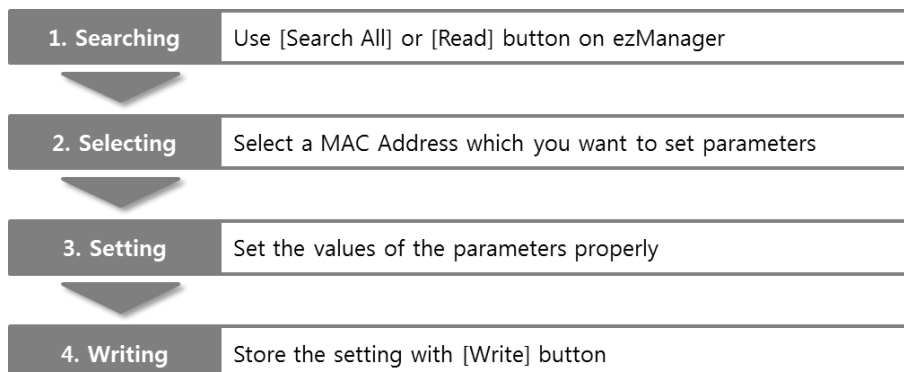 1. Searching Use [Search All] or [Read] button on ezManager
2. Selecting Select a MAC Address which you want to set parameters
3. Setting Set the values of the parameters properly
4. Writing Store the setting with [Write] button